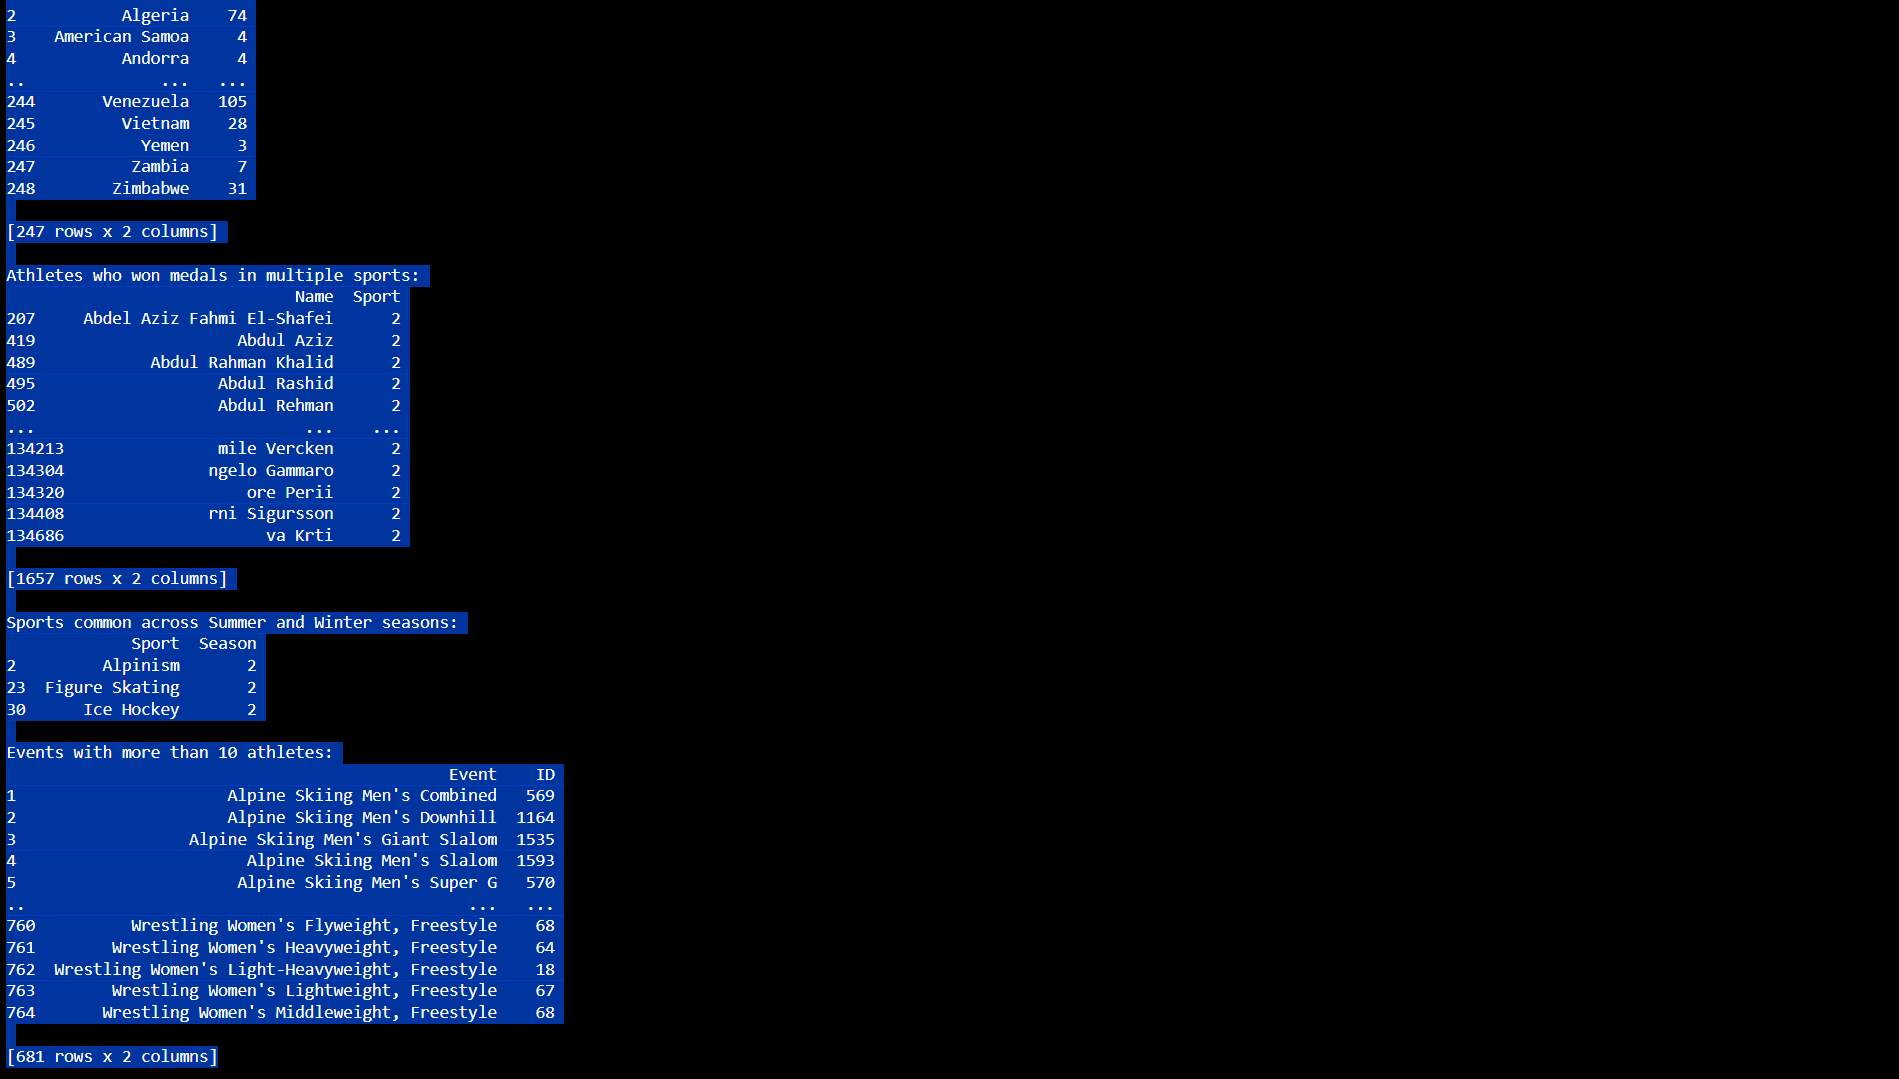 2           Algeria    74
3    American Samoa     4
4           Andorra     4
..              ...   ...
244       Venezuela   105
245         Vietnam    28
246           Yemen     3
247          Zambia     7
248        Zimbabwe    31
[247 rows x 2 columns]
Athletes who won medals in multiple sports:
                              Name  Sport
207     Abdel Aziz Fahmi El-Shafei      2
419                     Abdul Aziz      2
489            Abdul Rahman Khalid      2
495                   Abdul Rashid      2
502                   Abdul Rehman      2
...                            ...    ...
134213                mile Vercken      2
134304               ngelo Gammaro      2
134320                   ore Perii      2
134408               rni Sigursson      2
134686                     va Krti      2
[1657 rows x 2 columns]
Sports common across Summer and Winter seasons:
             Sport  Season
2         Alpinism       2
23  Figure Skating       2
30      Ice Hockey       2
Events with more than 10 athletes:
                                              Event    ID
1                      Alpine Skiing Men's Combined   569
2                      Alpine Skiing Men's Downhill  1164
3                  Alpine Skiing Men's Giant Slalom  1535
4                        Alpine Skiing Men's Slalom  1593
5                       Alpine Skiing Men's Super G   570
..                                              ...   ...
760          Wrestling Women's Flyweight, Freestyle    68
761        Wrestling Women's Heavyweight, Freestyle    64
762  Wrestling Women's Light-Heavyweight, Freestyle    18
763        Wrestling Women's Lightweight, Freestyle    67
764       Wrestling Women's Middleweight, Freestyle    68
[681 rows x 2 columns]